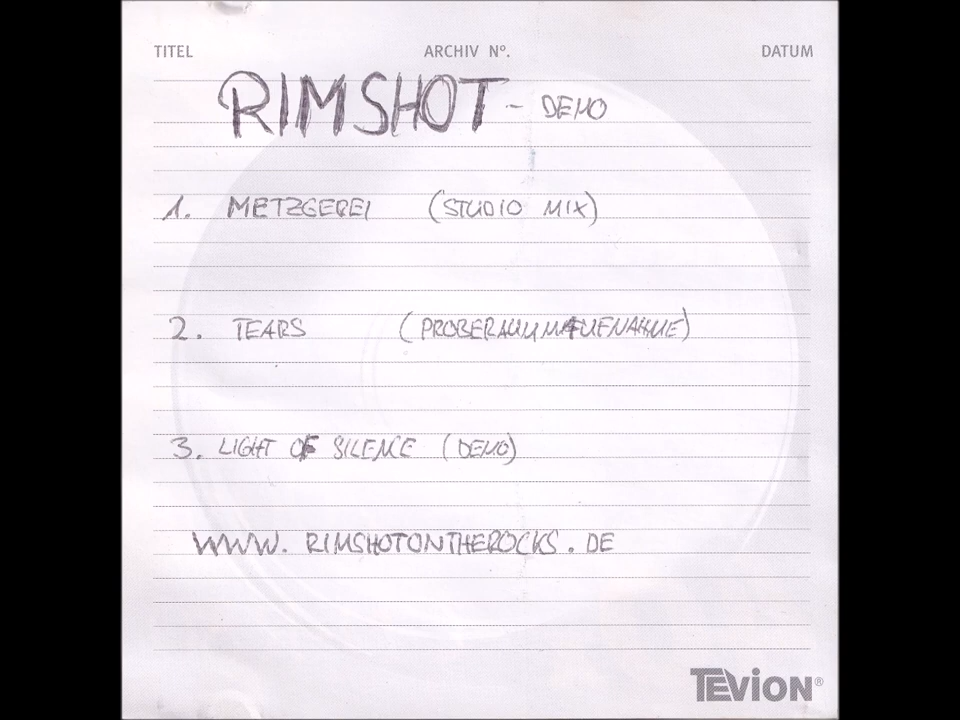 TITEL ARCHIV Nº. DATUM
RIMSHOT - DEMO
1. METZGEREI (STUDIO MIX)
2. TEARS (PROBERAUMAUFNAHME)
3. LIGHT OF SILENCE (DEMO)
WWW. RIMSHOTONTHEROCKS. DE
TEVION®